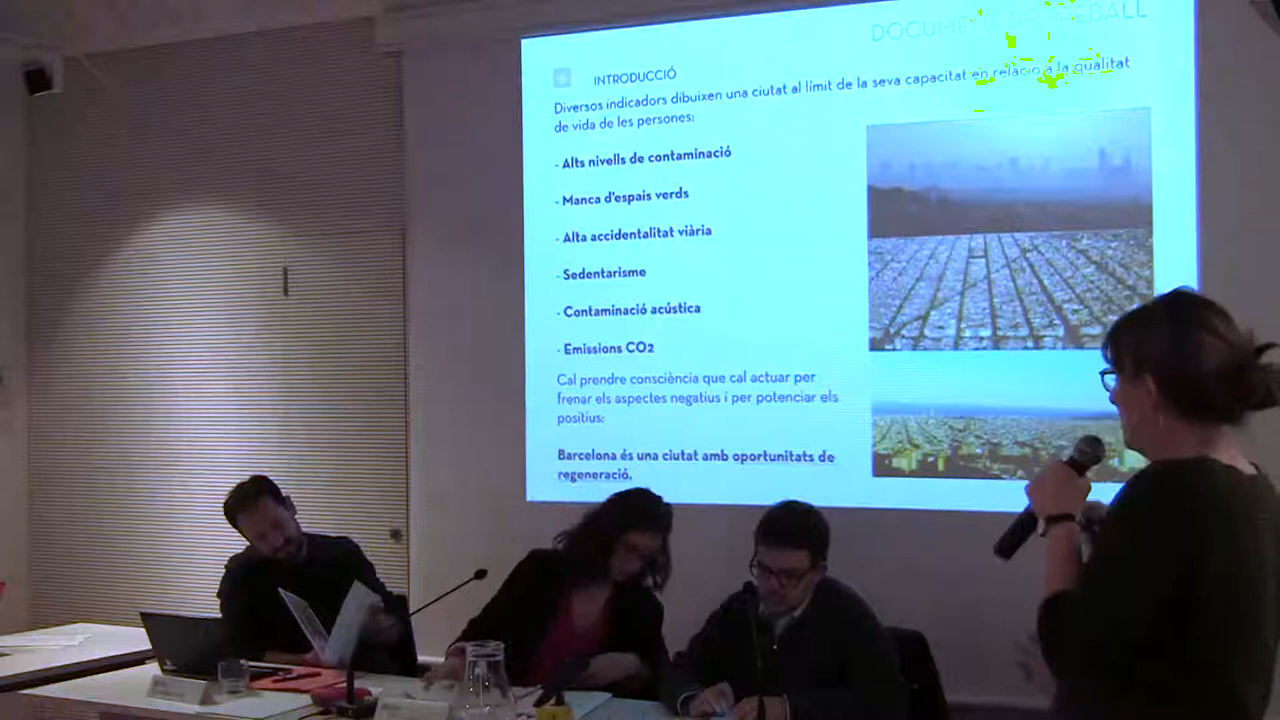 DOCUMENT DE TREBALL
INTRODUCCIÓ
Diversos indicadors dibuixen una ciutat al límit de la seva capacitat en relació a la qualitat
de vida de les persones:
- Alts nivells de contaminació
- Manca d'espais verds
- Alta accidentalitat viària
- Sedentarisme
- Contaminació acústica
- Emissions CO2
Cal prendre consciència que cal actuar per
frenar els aspectes negatius i per potenciar els
positius:
Barcelona és una ciutat amb oportunitats de
regeneració.